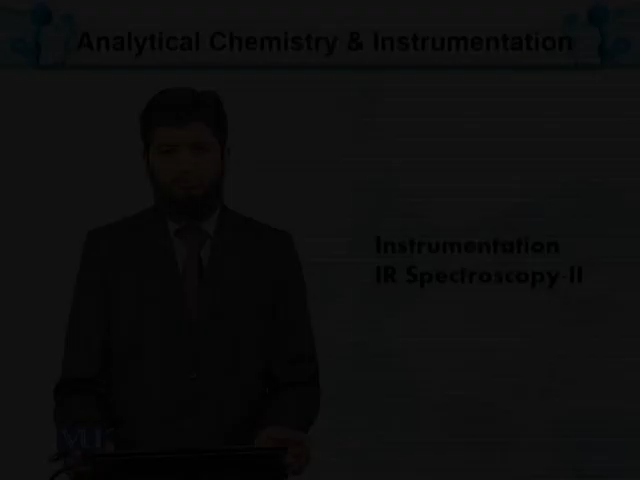 Analytical Chemistry & Instrumentation
Instrumentation
IR Spectroscopy-II